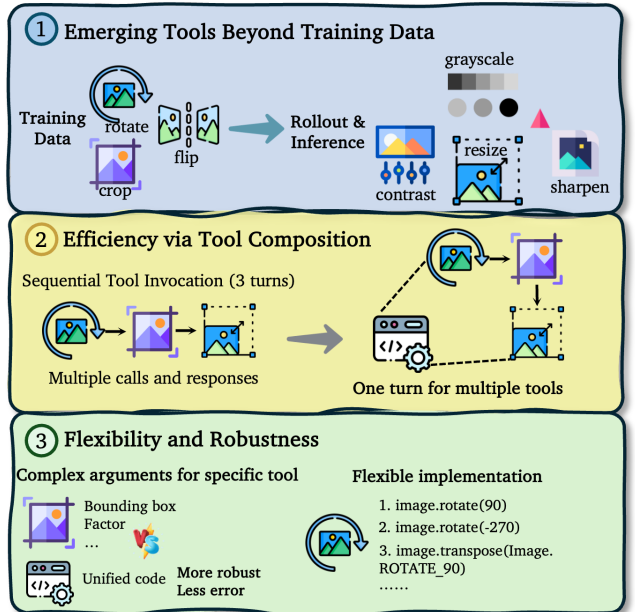 1 Emerging Tools Beyond Training Data
grayscale
Training
Data
rotate
flip
crop
Rollout &
Inference
contrast
resize
sharpen
2 Efficiency via Tool Composition
Sequential Tool Invocation (3 turns)
Multiple calls and responses
</>
One turn for multiple tools
3 Flexibility and Robustness
Complex arguments for specific tool
Bounding box
Factor
...
VS
</>
Unified code
More robust
Less error
Flexible implementation
1. image.rotate(90)
2. image.rotate(-270)
3. image.transpose(Image.
ROTATE_90)
......